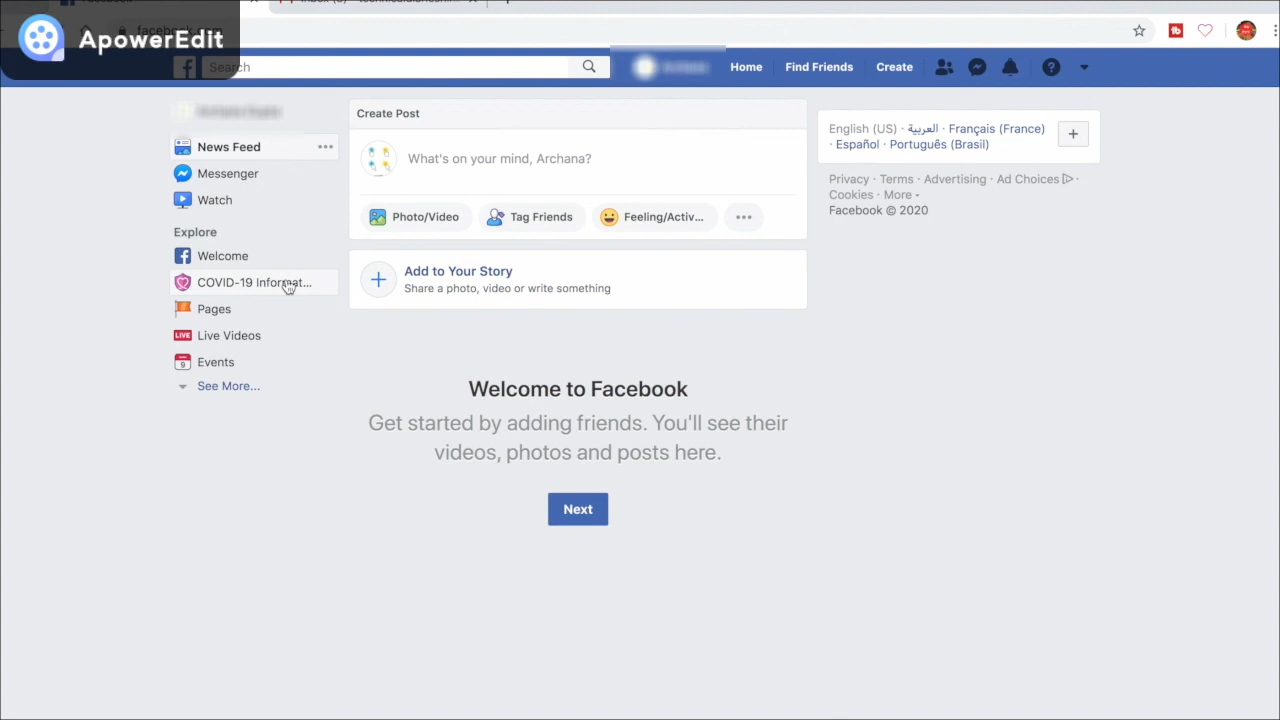 ApowerEdit
Search
Home
Find Friends
Create
News Feed
Messenger
Watch
Explore
Welcome
COVID-19 Informat...
Pages
LIVE Live Videos
9 Events
See More...
Create Post
What's on your mind, Archana?
Photo/Video
Tag Friends
Feeling/Activ...
Add to Your Story
Share a photo, video or write something
Welcome to Facebook
Get started by adding friends. You'll see their
videos, photos and posts here.
Next
English (US) · العربية · Français (France)
· Español · Português (Brasil)
Privacy · Terms · Advertising · Ad Choices ·
Cookies · More
Facebook © 2020